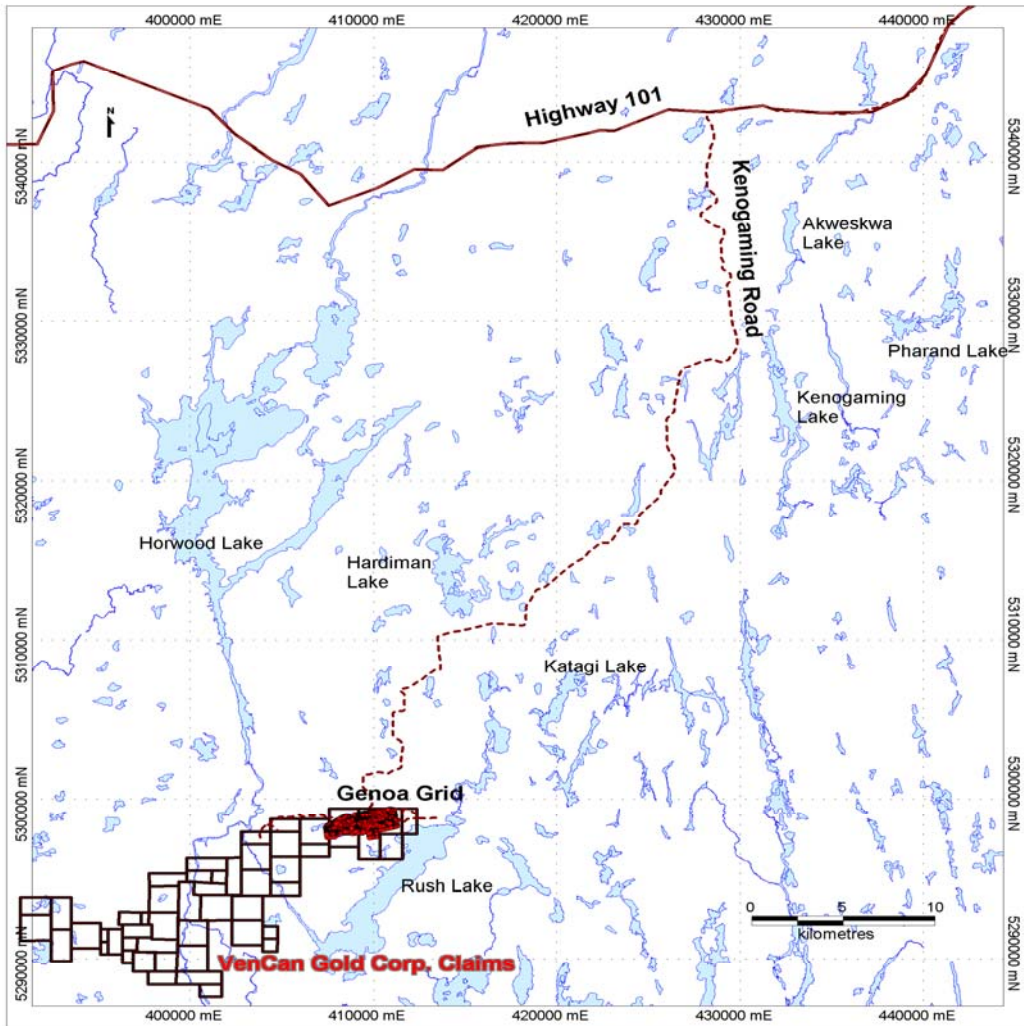 400000 mE
410000 mE
420000 mE
430000 mE
440000 mE
N
Highway 101
5340000 mN
5340000 mN
Kenogaming Road
Akweskwa
Lake
5330000 mN
5330000 mN
Pharand Lake
Kenogaming
Lake
5320000 mN
5320000 mN
Horwood Lake
Hardiman
Lake
5310000 mN
5310000 mN
Katagi Lake
5300000 mN
5300000 mN
Genoa Grid
Rush Lake
0 5 10
kilometres
5290000 mN
5290000 mN
VenCan Gold Corp. Claims
400000 mE
410000 mE
420000 mE
430000 mE
440000 mE